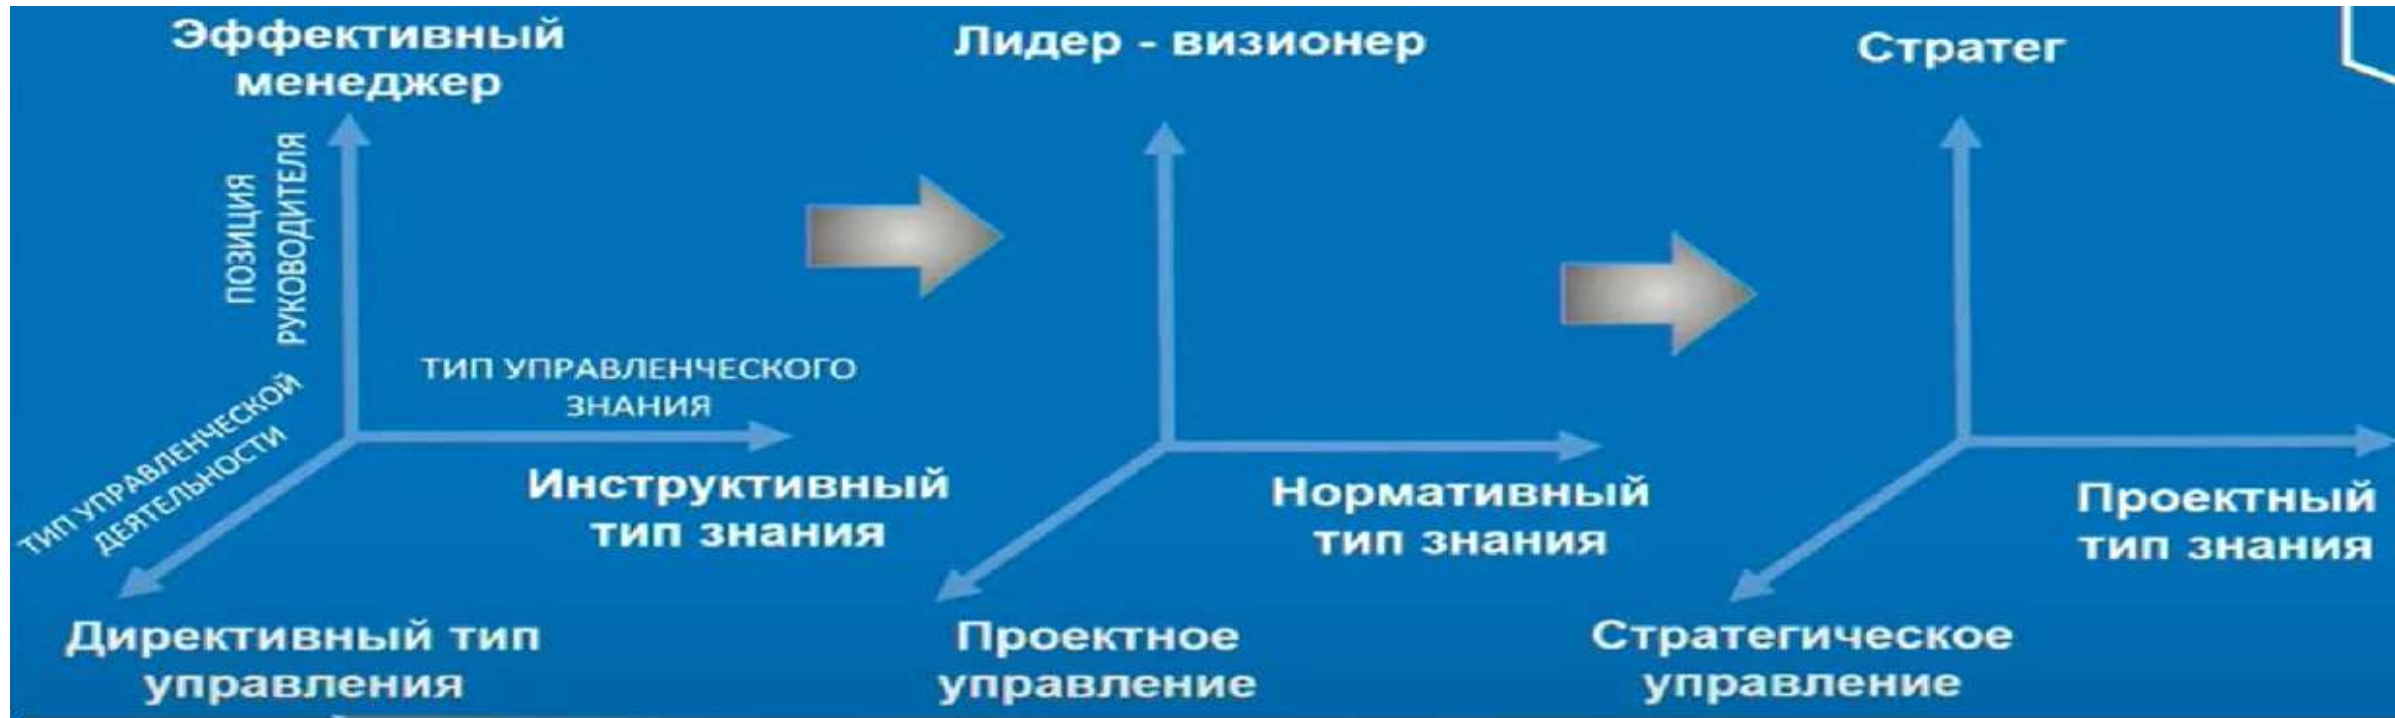 Эффективный
менеджер
ПОЗИЦИЯ
РУКОВОДИТЕЛЯ
ТИП УПРАВЛЕНЧЕСКОГО
ЗНАНИЯ
ТИП УПРАВЛЕНЧЕСКОЙ
ДЕЯТЕЛЬНОСТИ
Инструктивный
тип знания
Директивный тип
управления
Лидер - визионер
Нормативный
тип знания
Проектное
управление
Стратег
Проектный
тип знания
Стратегическое
управление